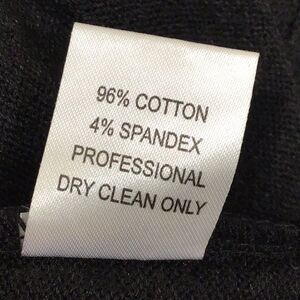 96% COTTON
4% SPANDEX
PROFESSIONAL
DRY CLEAN ONLY